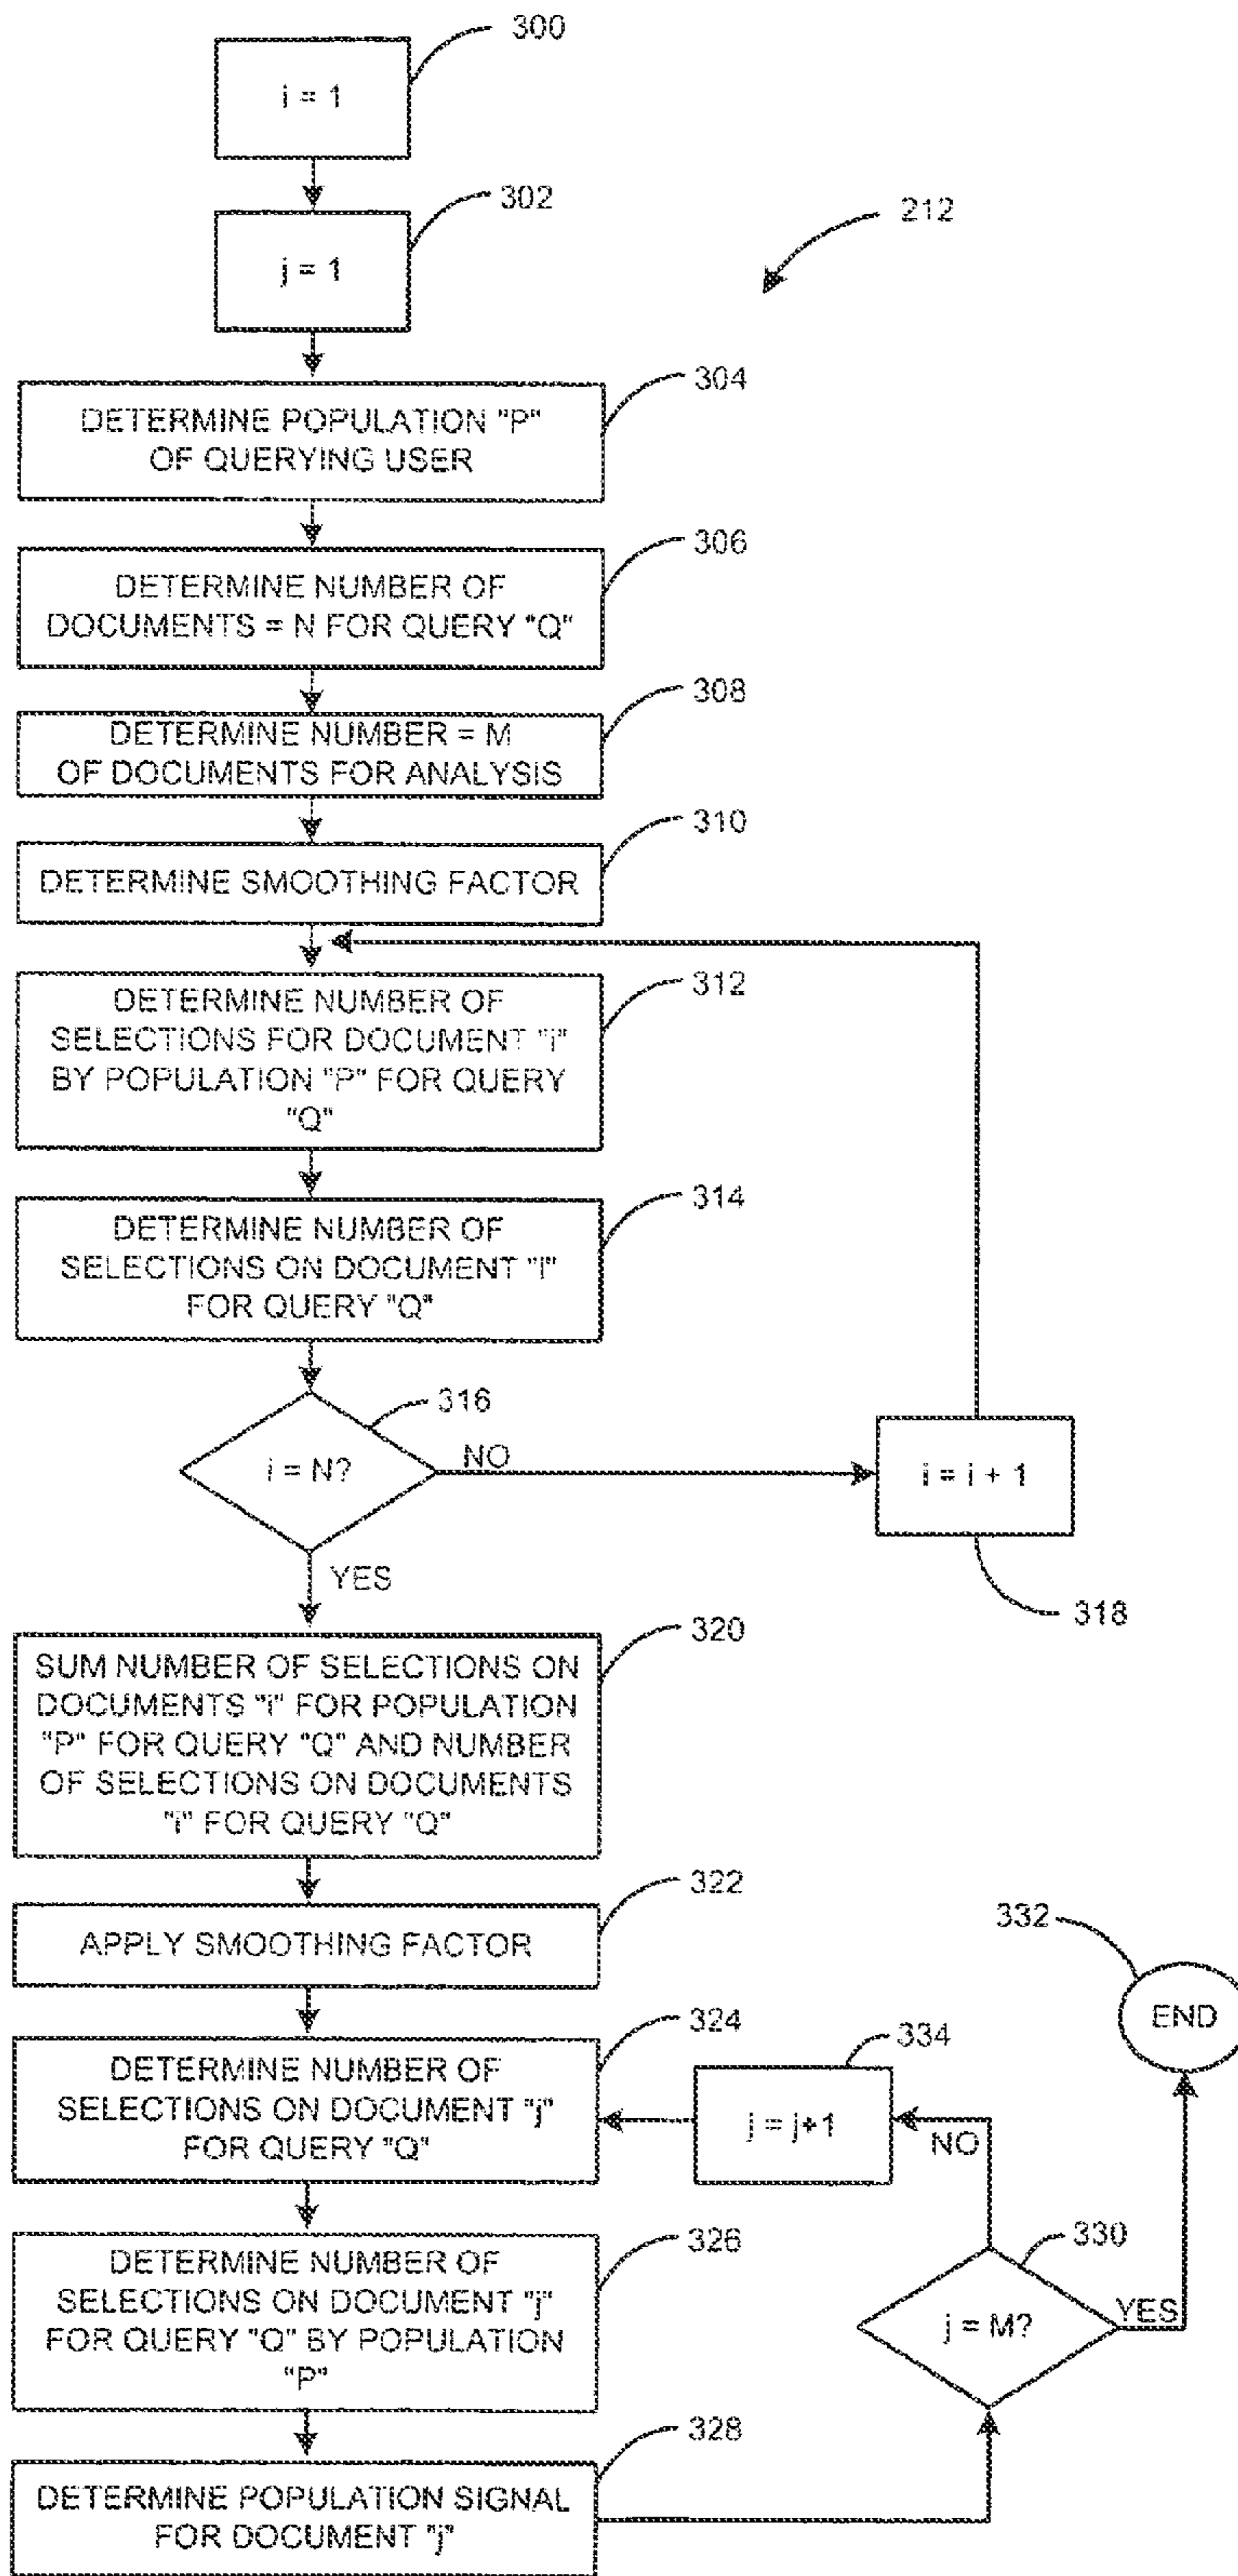 300
i = 1
302
j = 1
212
304
DETERMINE POPULATION "P"
OF QUERYING USER
306
DETERMINE NUMBER OF
DOCUMENTS = N FOR QUERY "Q"
308
DETERMINE NUMBER = M
OF DOCUMENTS FOR ANALYSIS
310
DETERMINE SMOOTHING FACTOR
312
DETERMINE NUMBER OF
SELECTIONS FOR DOCUMENT "i"
BY POPULATION "P" FOR QUERY
"Q"
314
DETERMINE NUMBER OF
SELECTIONS ON DOCUMENT "i"
FOR QUERY "Q"
316
i = N?
NO
i = i + 1
318
YES
320
SUM NUMBER OF SELECTIONS ON
DOCUMENTS "i" FOR POPULATION
"P" FOR QUERY "Q" AND NUMBER
OF SELECTIONS ON DOCUMENTS
"i" FOR QUERY "Q"
322
APPLY SMOOTHING FACTOR
332
END
324
DETERMINE NUMBER OF
SELECTIONS ON DOCUMENT "j"
FOR QUERY "Q"
334
j = j+1
NO
326
DETERMINE NUMBER OF
SELECTIONS ON DOCUMENT "j"
FOR QUERY "Q" BY POPULATION
"P"
330
j = M?
YES
328
DETERMINE POPULATION SIGNAL
FOR DOCUMENT "j"